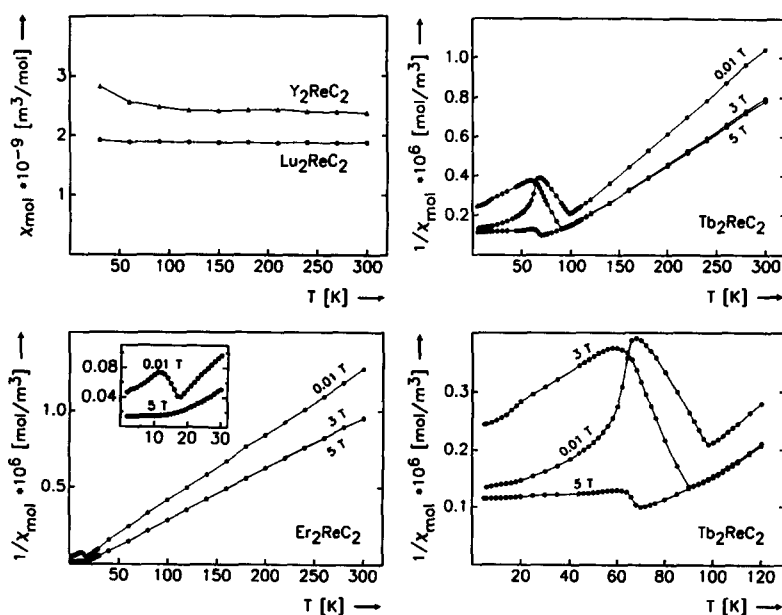 χmol *10⁻⁹ [m³/mol]
3
2
1
Y₂ReC₂
Lu₂ReC₂
50 100 150 200 250 300
T [K]
1/χmol *10⁶ [mol/m³]
1.0
0.8
0.6
0.4
0.2
0.01 T
3 T
5 T
Tb₂ReC₂
50 100 150 200 250 300
T [K]
1/χmol *10⁶ [mol/m³]
1.0
0.5
0.08
0.04
0.01 T
5 T
10 20 30
0.01 T
3 T
5 T
Er₂ReC₂
50 100 150 200 250 300
T [K]
1/χmol *10⁶ [mol/m³]
0.3
0.2
0.1
3 T
0.01 T
5 T
Tb₂ReC₂
20 40 60 80 100 120
T [K]